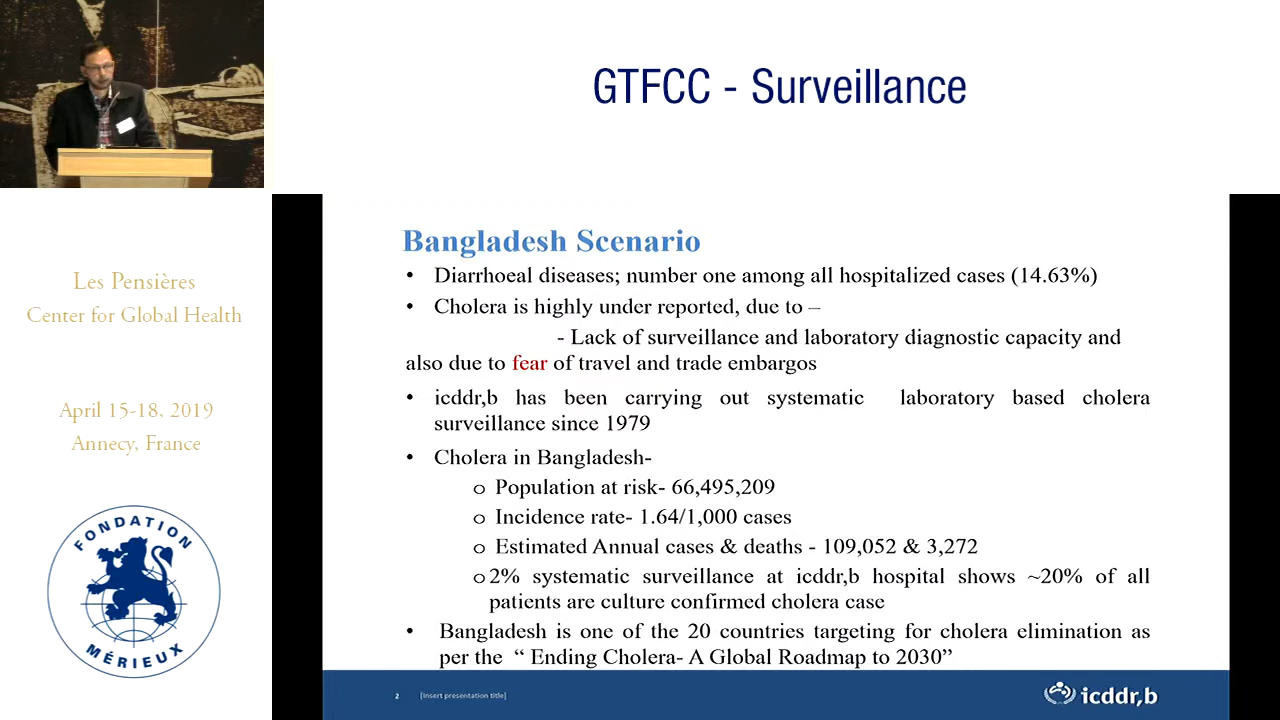 GTFCC - Surveillance
Les Pensières
Center for Global Health
April 15-18, 2019
Annecy, France
FONDATION
MÉRIEUX
Bangladesh Scenario
• Diarrhoeal diseases; number one among all hospitalized cases (14.63%)
• Cholera is highly under reported, due to –
- Lack of surveillance and laboratory diagnostic capacity and
also due to fear of travel and trade embargos
• icddr,b has been carrying out systematic laboratory based cholera
surveillance since 1979
• Cholera in Bangladesh-
o Population at risk- 66,495,209
o Incidence rate- 1.64/1,000 cases
o Estimated Annual cases & deaths - 109,052 & 3,272
o 2% systematic surveillance at icddr,b hospital shows ~20% of all
patients are culture confirmed cholera case
• Bangladesh is one of the 20 countries targeting for cholera elimination as
per the “ Ending Cholera- A Global Roadmap to 2030”
2 [Insert presentation title]
icddr,b